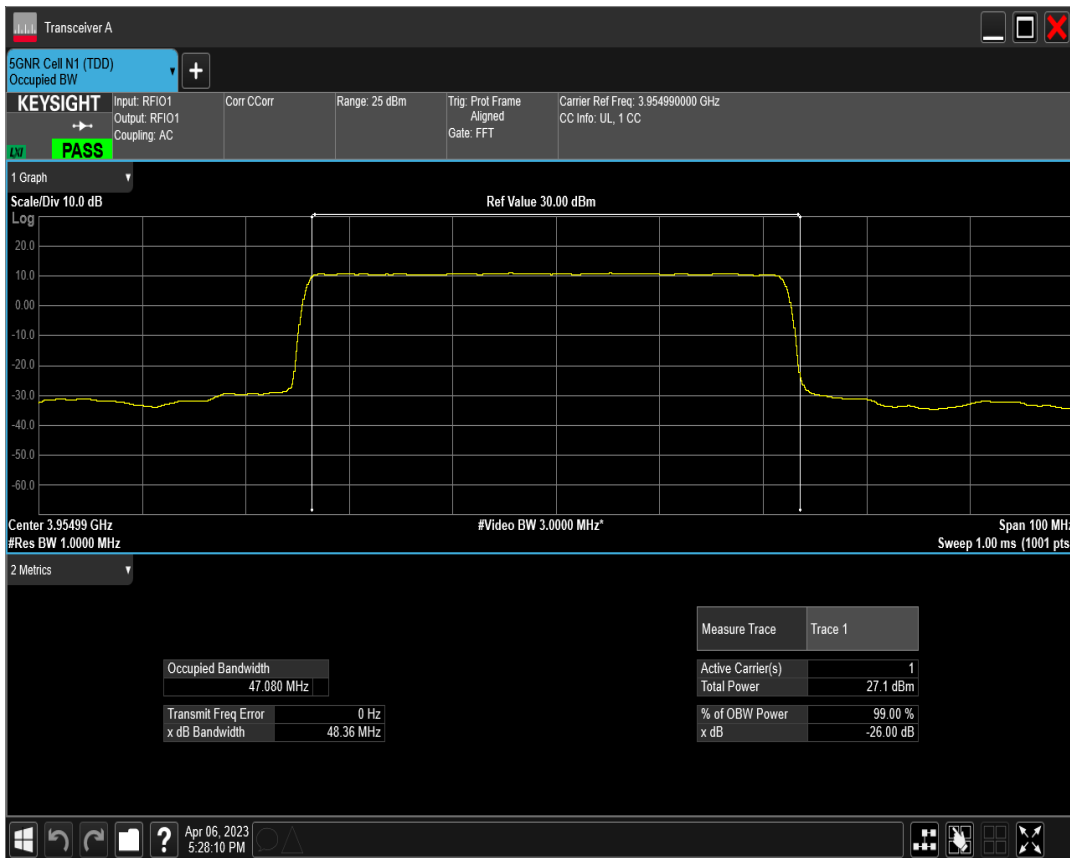 Transceiver A
5GNR Cell N1 (TDD)
Occupied BW
+
KEYSIGHT
LXI
PASS
Input: RFIO1
Output: RFIO1
Coupling: AC
Corr CCorr
Range: 25 dBm
Trig: Prot Frame
Aligned
Gate: FFT
Carrier Ref Freq: 3.954990000 GHz
CC Info: UL, 1 CC
1 Graph
Scale/Div 10.0 dB
Ref Value 30.00 dBm
Log
20.0
10.0
0.00
-10.0
-20.0
-30.0
-40.0
-50.0
-60.0
Center 3.95499 GHz
#Video BW 3.0000 MHz*
Span 100 MHz
#Res BW 1.0000 MHz
Sweep 1.00 ms (1001 pts
2 Metrics
Measure Trace Trace 1
Occupied Bandwidth
47.080 MHz
Active Carrier(s) 1
Total Power 27.1 dBm
Transmit Freq Error 0 Hz
x dB Bandwidth 48.36 MHz
% of OBW Power 99.00 %
x dB -26.00 dB
?
Apr 06, 2023
5:28:10 PM